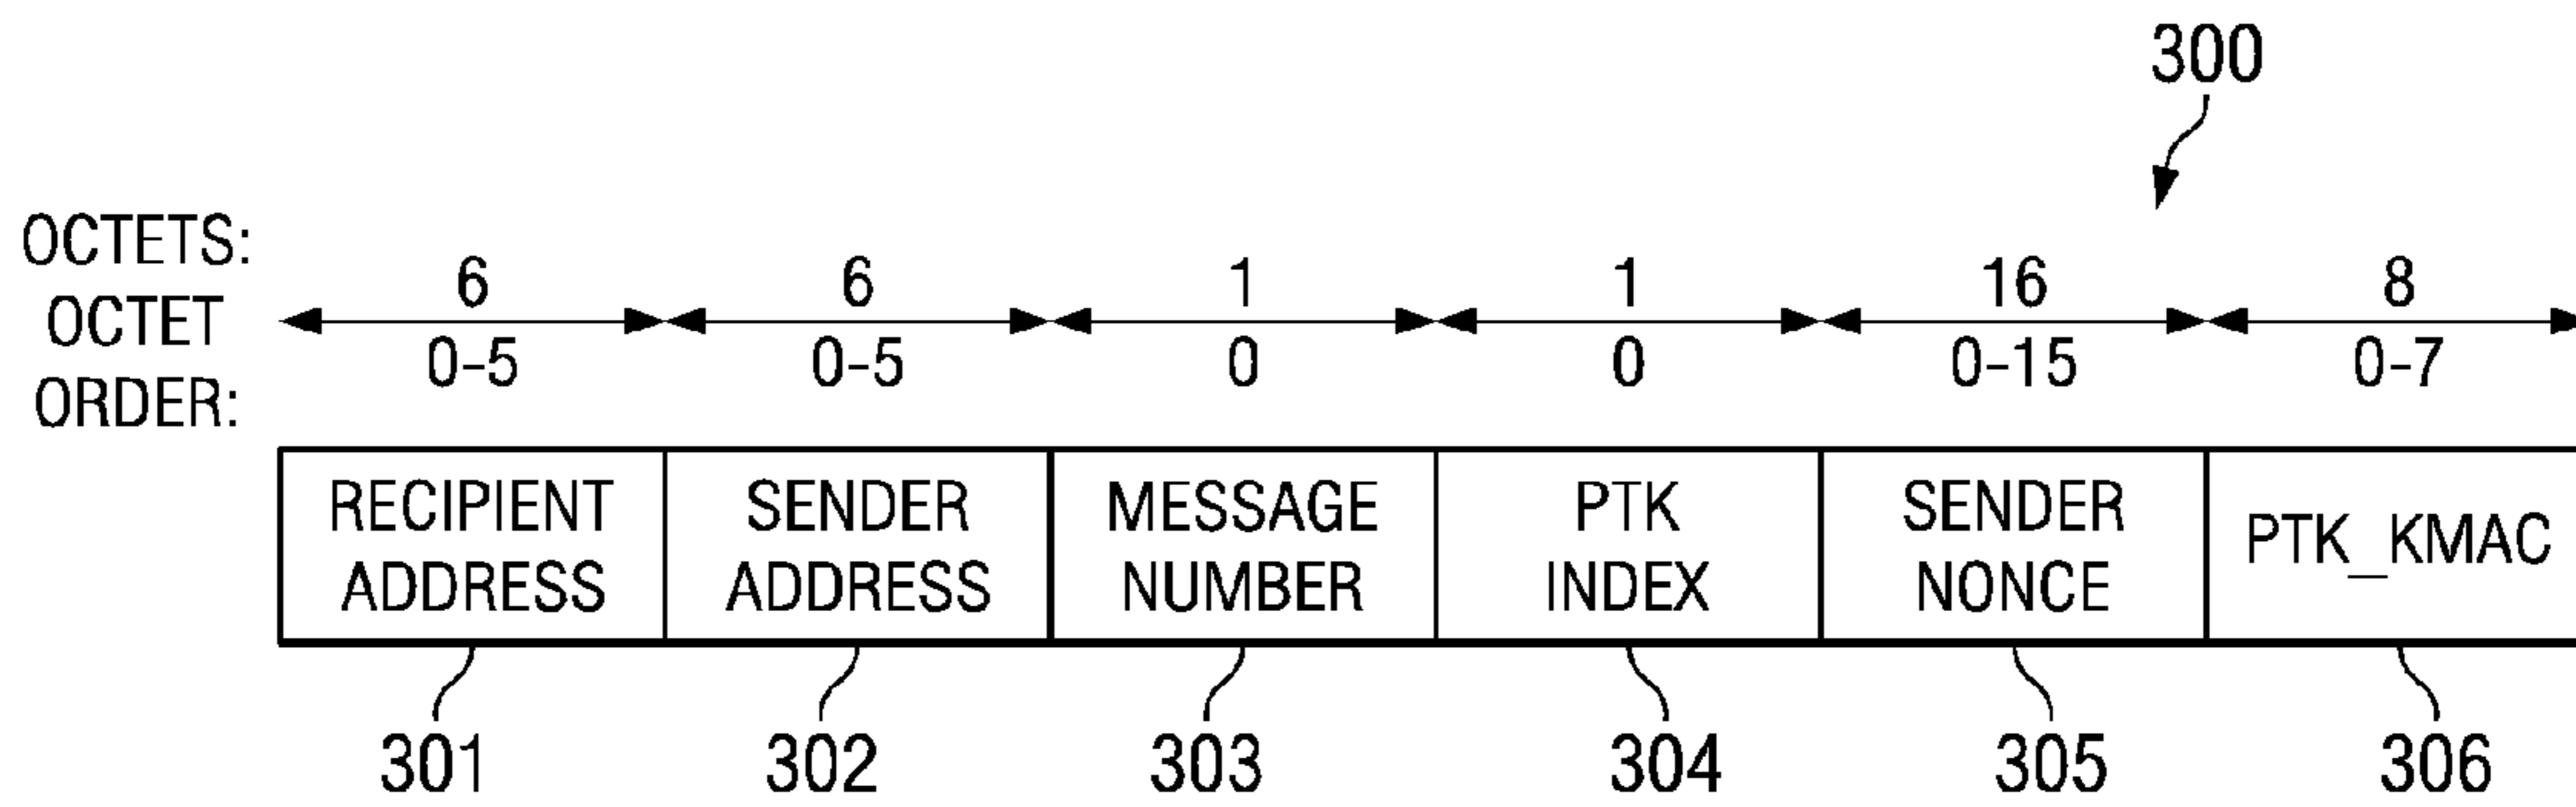 300
OCTETS:
6 6 1 1 16 8
OCTET
0-5 0-5 0 0 0-15 0-7
ORDER:
RECIPIENT SENDER MESSAGE PTK SENDER PTK_KMAC
ADDRESS ADDRESS NUMBER INDEX NONCE
301 302 303 304 305 306